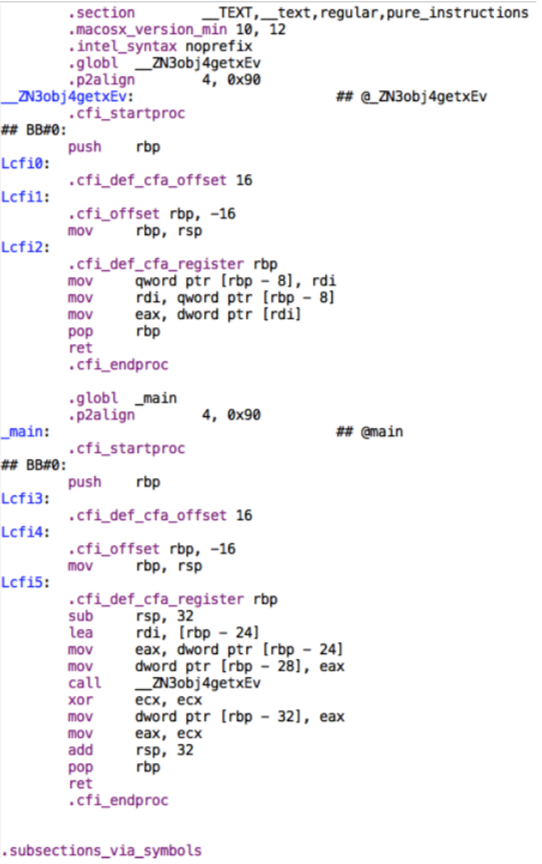 .section __TEXT,__text,regular,pure_instructions
.macosx_version_min 10, 12
.intel_syntax noprefix
.globl __ZN3obj4getxEv
.p2align 4, 0x90
__ZN3obj4getxEv: ## @_ZN3obj4getxEv
.cfi_startproc
## BB#0:
push rbp
Lcfi0:
.cfi_def_cfa_offset 16
Lcfi1:
.cfi_offset rbp, -16
mov rbp, rsp
Lcfi2:
.cfi_def_cfa_register rbp
mov qword ptr [rbp - 8], rdi
mov rdi, qword ptr [rbp - 8]
mov eax, dword ptr [rdi]
pop rbp
ret
.cfi_endproc
.globl _main
.p2align 4, 0x90
_main: ## @main
.cfi_startproc
## BB#0:
push rbp
Lcfi3:
.cfi_def_cfa_offset 16
Lcfi4:
.cfi_offset rbp, -16
mov rbp, rsp
Lcfi5:
.cfi_def_cfa_register rbp
sub rsp, 32
lea rdi, [rbp - 24]
mov eax, dword ptr [rbp - 24]
mov dword ptr [rbp - 28], eax
call __ZN3obj4getxEv
xor ecx, ecx
mov dword ptr [rbp - 32], eax
mov eax, ecx
add rsp, 32
pop rbp
ret
.cfi_endproc
.subsections_via_symbols